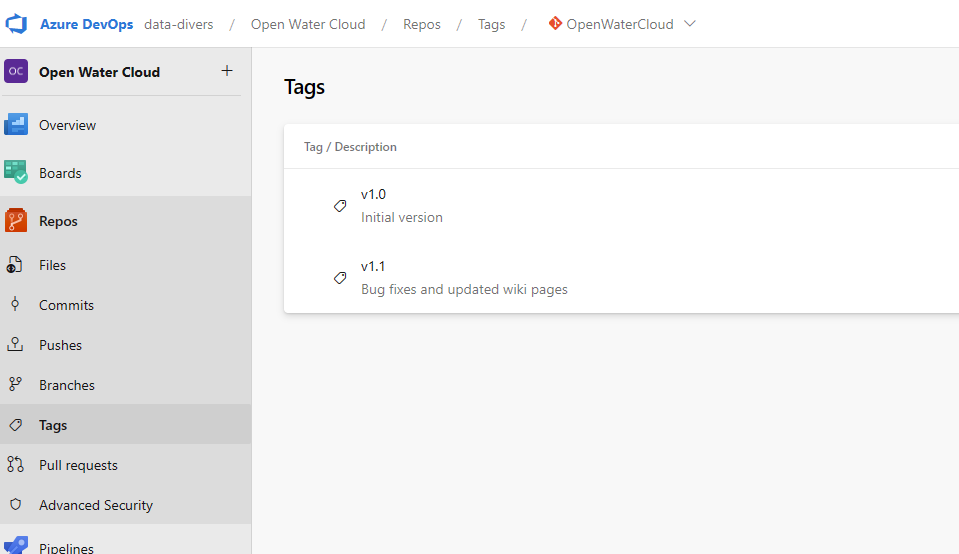 Azure DevOps data-divers / Open Water Cloud / Repos / Tags / OpenWaterCloud
OC Open Water Cloud +
Overview
Boards
Repos
Files
Commits
Pushes
Branches
Tags
Pull requests
Advanced Security
Pipelines
Tags
Tag / Description
v1.0
Initial version
v1.1
Bug fixes and updated wiki pages